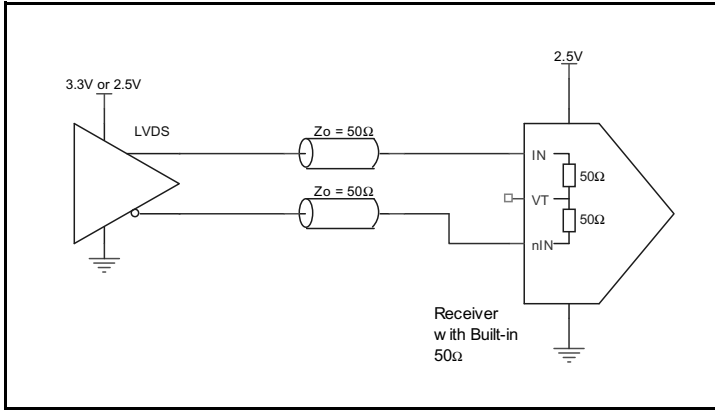 2.5V
3.3V or 2.5V
LVDS
Zo = 50Ω
IN
50Ω
Zo = 50Ω
VT
50Ω
nIN
Receiver
with Built-in
50Ω